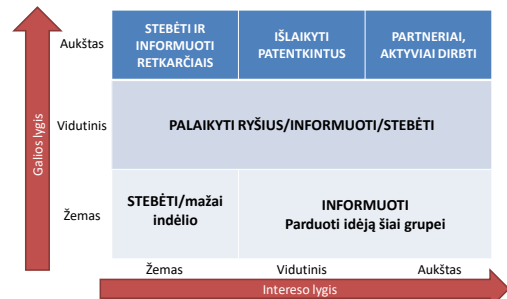 Galios lygis
Aukštas
STEBĖTI IR
INFORMUOTI
RETKARČIAIS
IŠLAIKYTI
PATENTKINTUS
PARTNERIAI,
AKTYVIAI DIRBTI
Vidutinis
PALAIKYTI RYŠIUS/INFORMUOTI/STEBĖTI
Žemas
STEBĖTI/mažai
indėlio
INFORMUOTI
Parduoti idėją šiai grupei
Žemas
Vidutinis
Aukštas
Intereso lygis